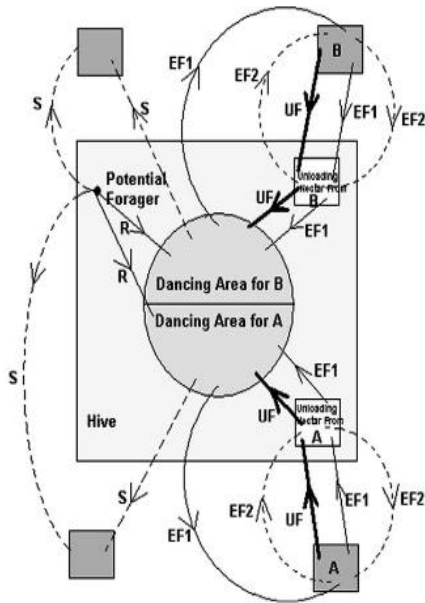 B
EF1
EF2
S
S
UF
EF1
EF2
Potential
Forager
Unloading
Nectar From
B
UF
R
EF1
R
Dancing Area for B
Dancing Area for A
EF1
S
Unloading
Nectar From
A
UF
Hive
S
EF1
EF2
UF
EF1
EF2
A